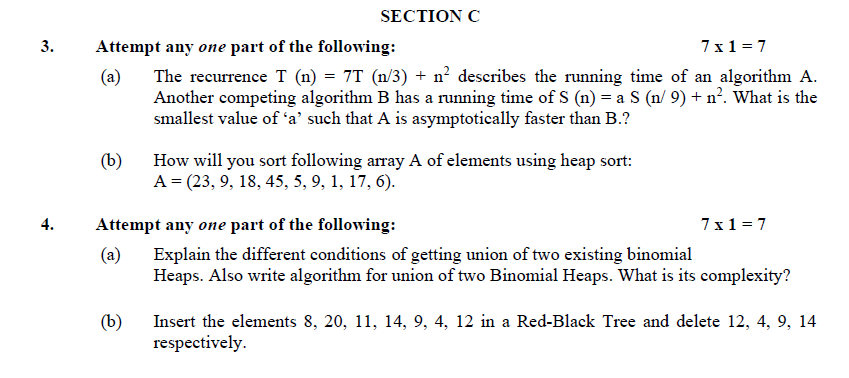 SECTION C
3. Attempt any one part of the following: 7 x 1 = 7
(a) The recurrence T (n) = 7T (n/3) + n² describes the running time of an algorithm A.
Another competing algorithm B has a running time of S (n) = a S (n/ 9) + n². What is the
smallest value of ‘a’ such that A is asymptotically faster than B.?
(b) How will you sort following array A of elements using heap sort:
A = (23, 9, 18, 45, 5, 9, 1, 17, 6).
4. Attempt any one part of the following: 7 x 1 = 7
(a) Explain the different conditions of getting union of two existing binomial
Heaps. Also write algorithm for union of two Binomial Heaps. What is its complexity?
(b) Insert the elements 8, 20, 11, 14, 9, 4, 12 in a Red-Black Tree and delete 12, 4, 9, 14
respectively.